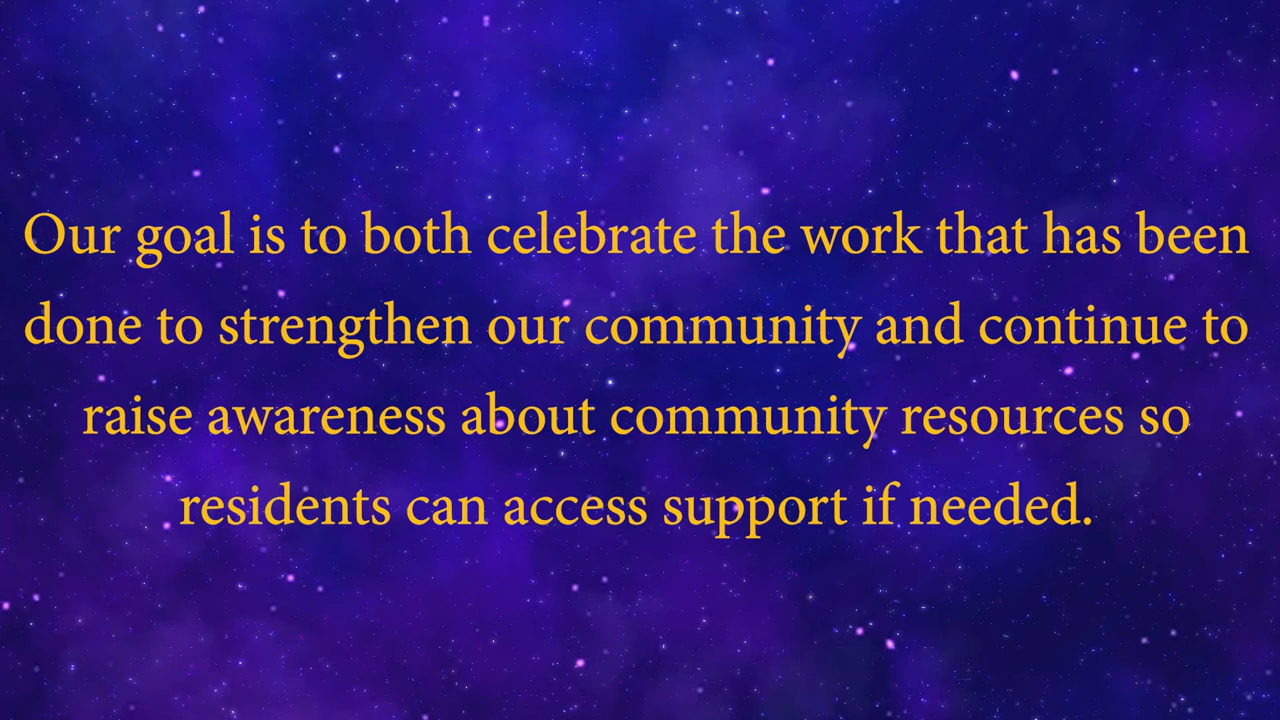 Our goal is to both celebrate the work that has been
done to strengthen our community and continue to
raise awareness about community resources so
residents can access support if needed.